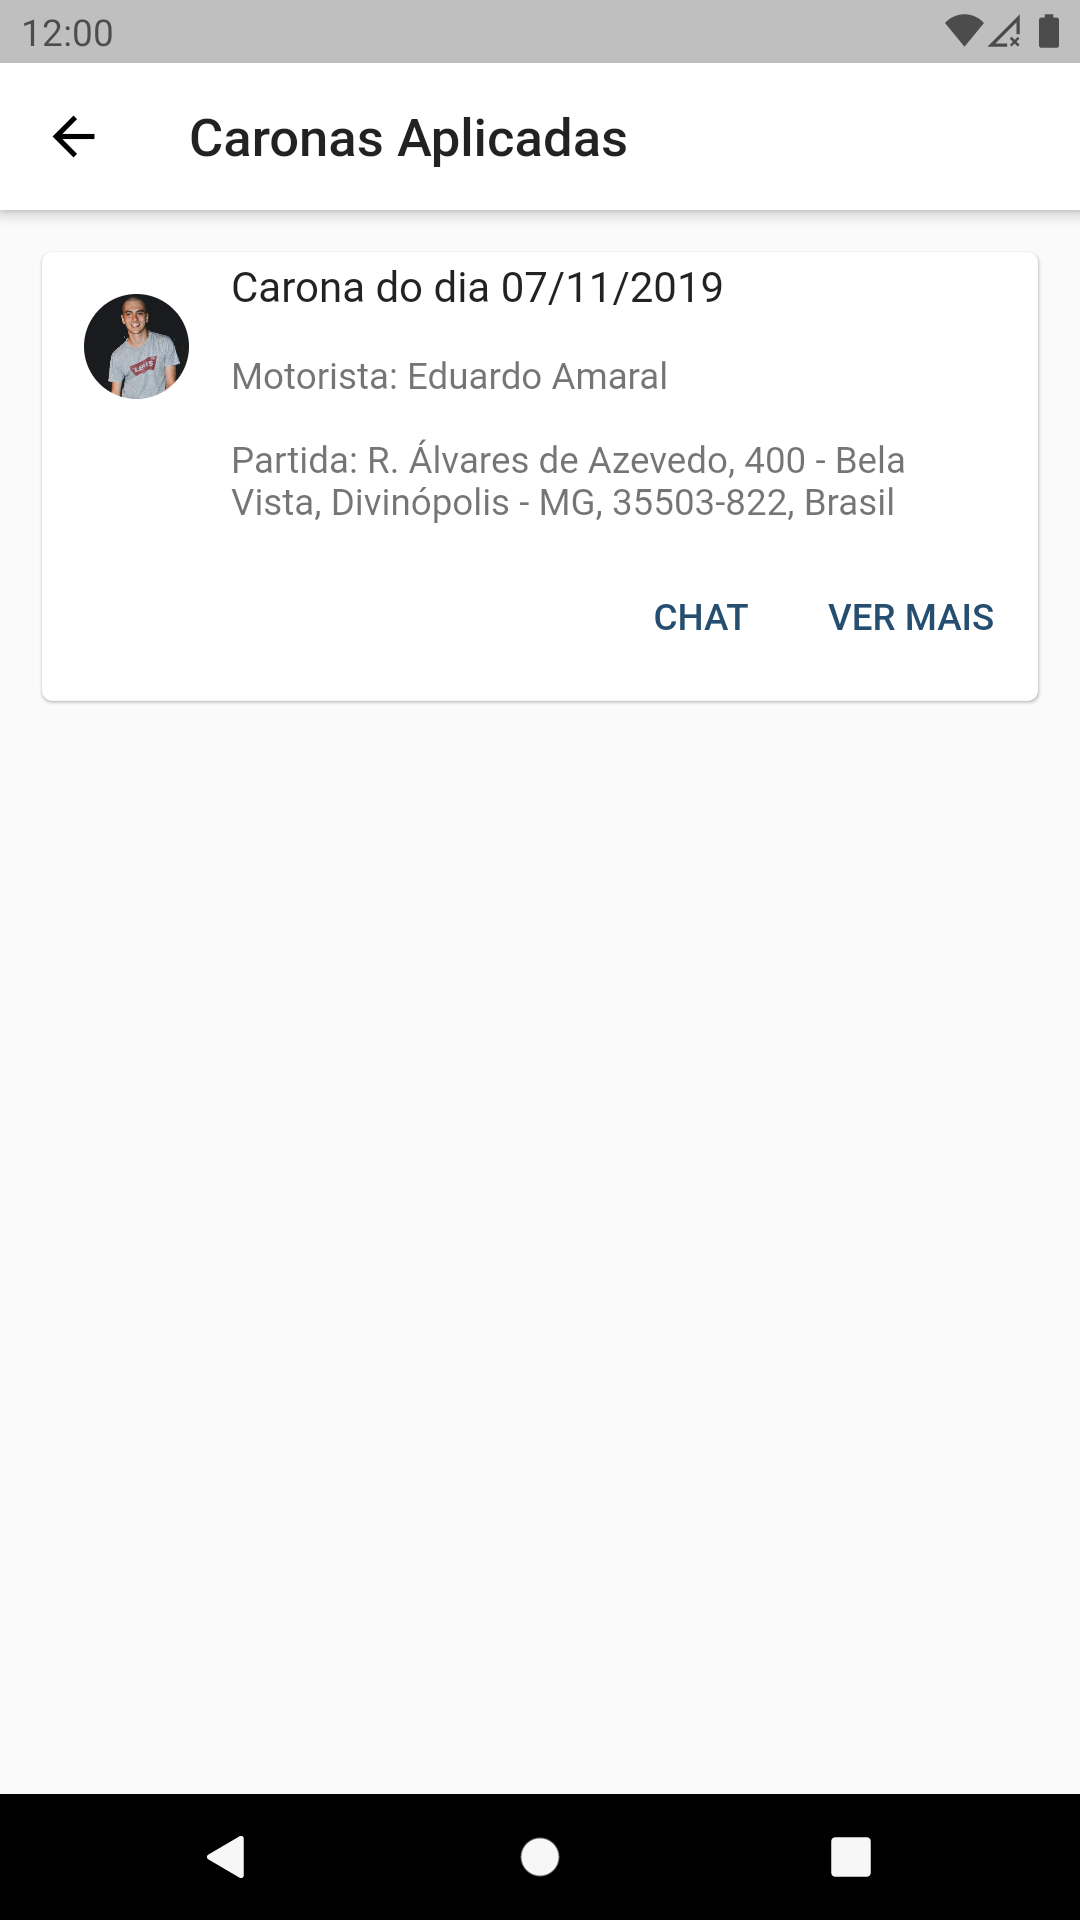 12:00
Caronas Aplicadas
Carona do dia 07/11/2019
Motorista: Eduardo Amaral
Partida: R. Álvares de Azevedo, 400 - Bela
Vista, Divinópolis - MG, 35503-822, Brasil
CHAT VER MAIS